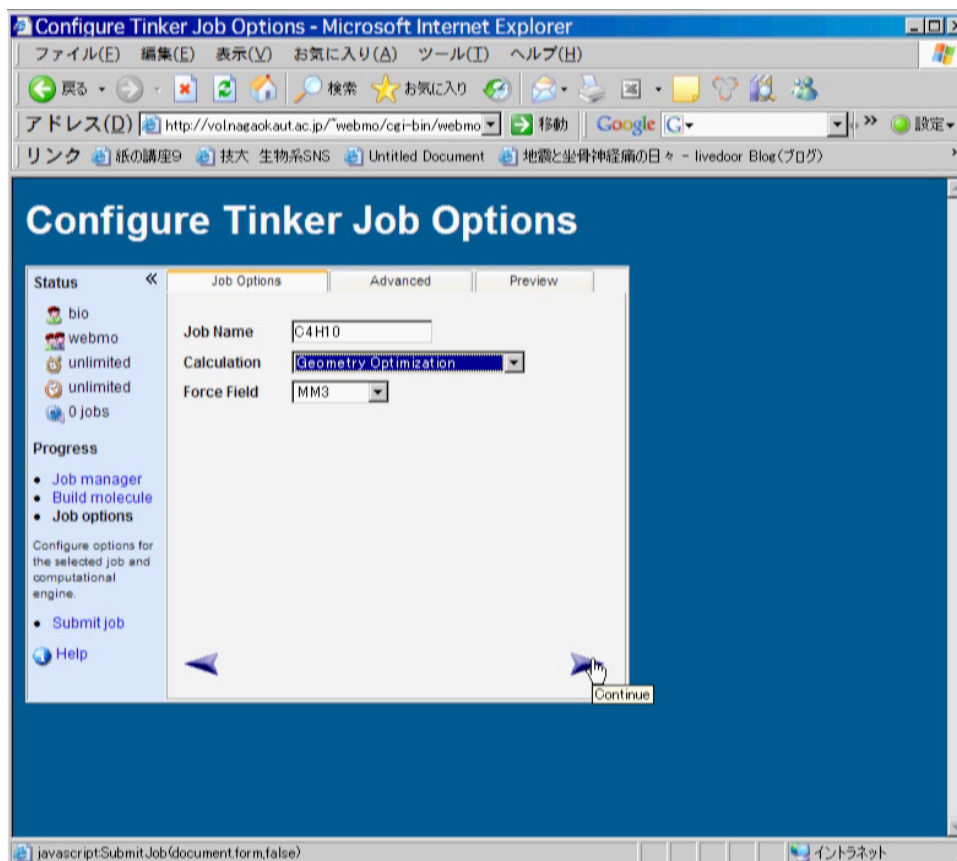 Configure Tinker Job Options - Microsoft Internet Explorer
ファイル(F) 編集(E) 表示(V) お気に入り(A) ツール(T) ヘルプ(H)
戻る 検索 お気に入り
アドレス(D) http://vol.nagaokaut.ac.jp/~webmo/cgi-bin/webmo 移動 Google G 設定
リンク 紙の講座9 技大 生物系SNS Untitled Document 地震と坐骨神経痛の日々 - livedoor Blog(ブログ)
Configure Tinker Job Options
Status «
Job Options Advanced Preview
bio
webmo
unlimited
unlimited
0 jobs
Job Name C4H10
Calculation Geometry Optimization
Force Field MM3
Progress
• Job manager
• Build molecule
• Job options
Configure options for
the selected job and
computational
engine.
• Submit job
Help
Continue
javascript:SubmitJob(document.form,false) イントラネット